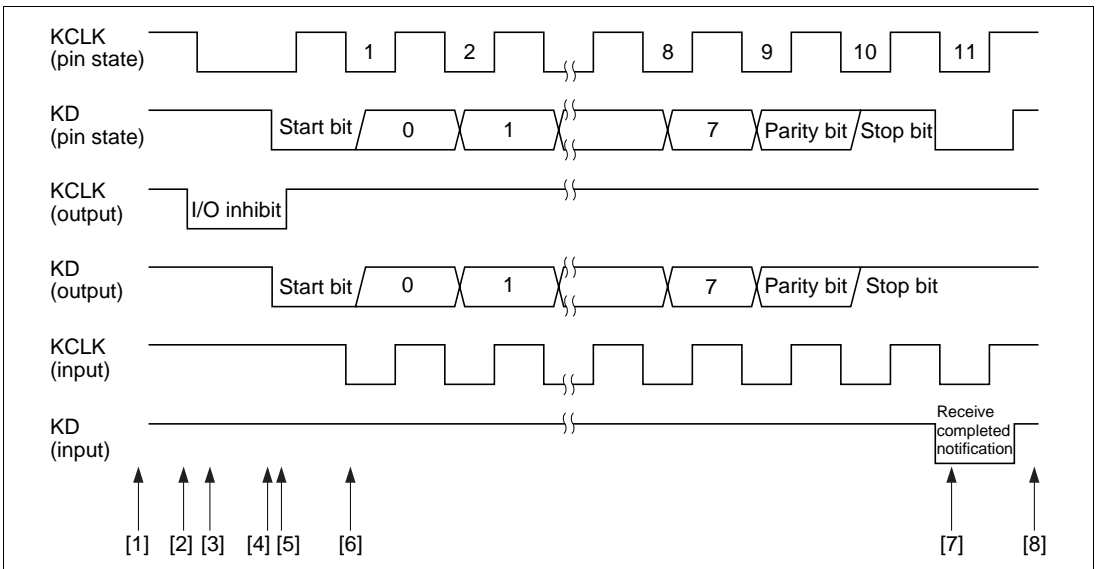 KCLK
(pin state)
1 2 8 9 10 11
KD
(pin state)
Start bit 0 1 7 Parity bit Stop bit
KCLK
(output)
I/O inhibit
KD
(output)
Start bit 0 1 7 Parity bit Stop bit
KCLK
(input)
KD
(input)
Receive
completed
notification
[1] [2] [3] [4] [5] [6] [7] [8]